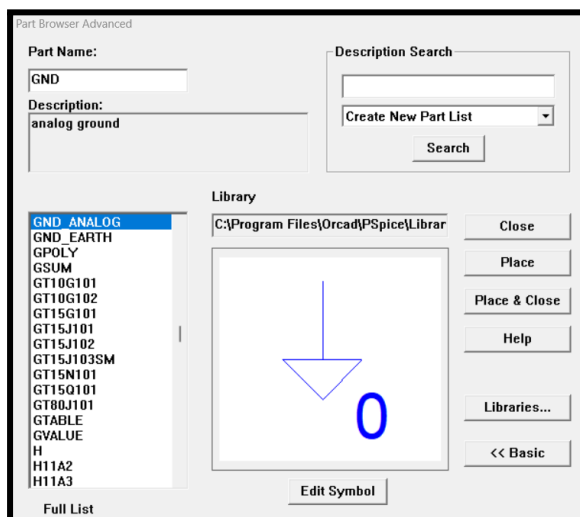 Part Browser Advanced
Part Name:
GND
Description:
analog ground
Description Search
Create New Part List
Search
Library
C:\Program Files\Orcad\PSpice\Librar
GND_ANALOG
GND_EARTH
GPOLY
GSUM
GT10G101
GT10G102
GT15G101
GT15J101
GT15J102
GT15J103SM
GT15N101
GT15Q101
GT80J101
GTABLE
GVALUE
H
H11A2
H11A3
Full List
0
Edit Symbol
Close
Place
Place & Close
Help
Libraries...
<< Basic